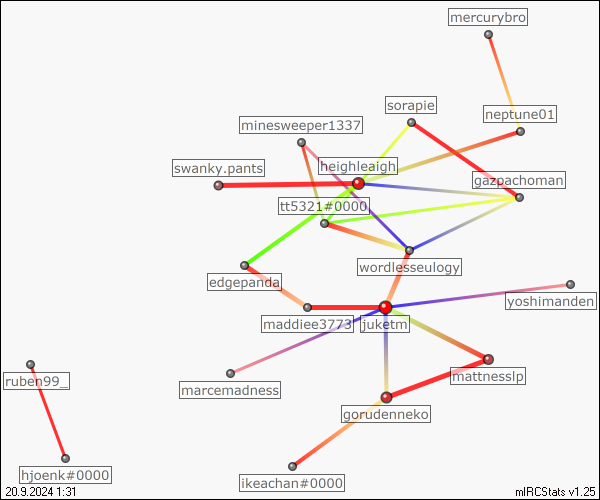 mercurybro
sorapie
neptune01
minesweeper1337
heighleaigh
swanky.pants
gazpachoman
tt5321#0000
wordlesseulogy
edgepanda
yoshimanden
maddiee3773
juketm
mattnesslp
ruben99_
marcemadness
gorudenneko
hjoenk#0000
ikeachan#0000
20.9.2024 1:31
mIRCStats v1.25